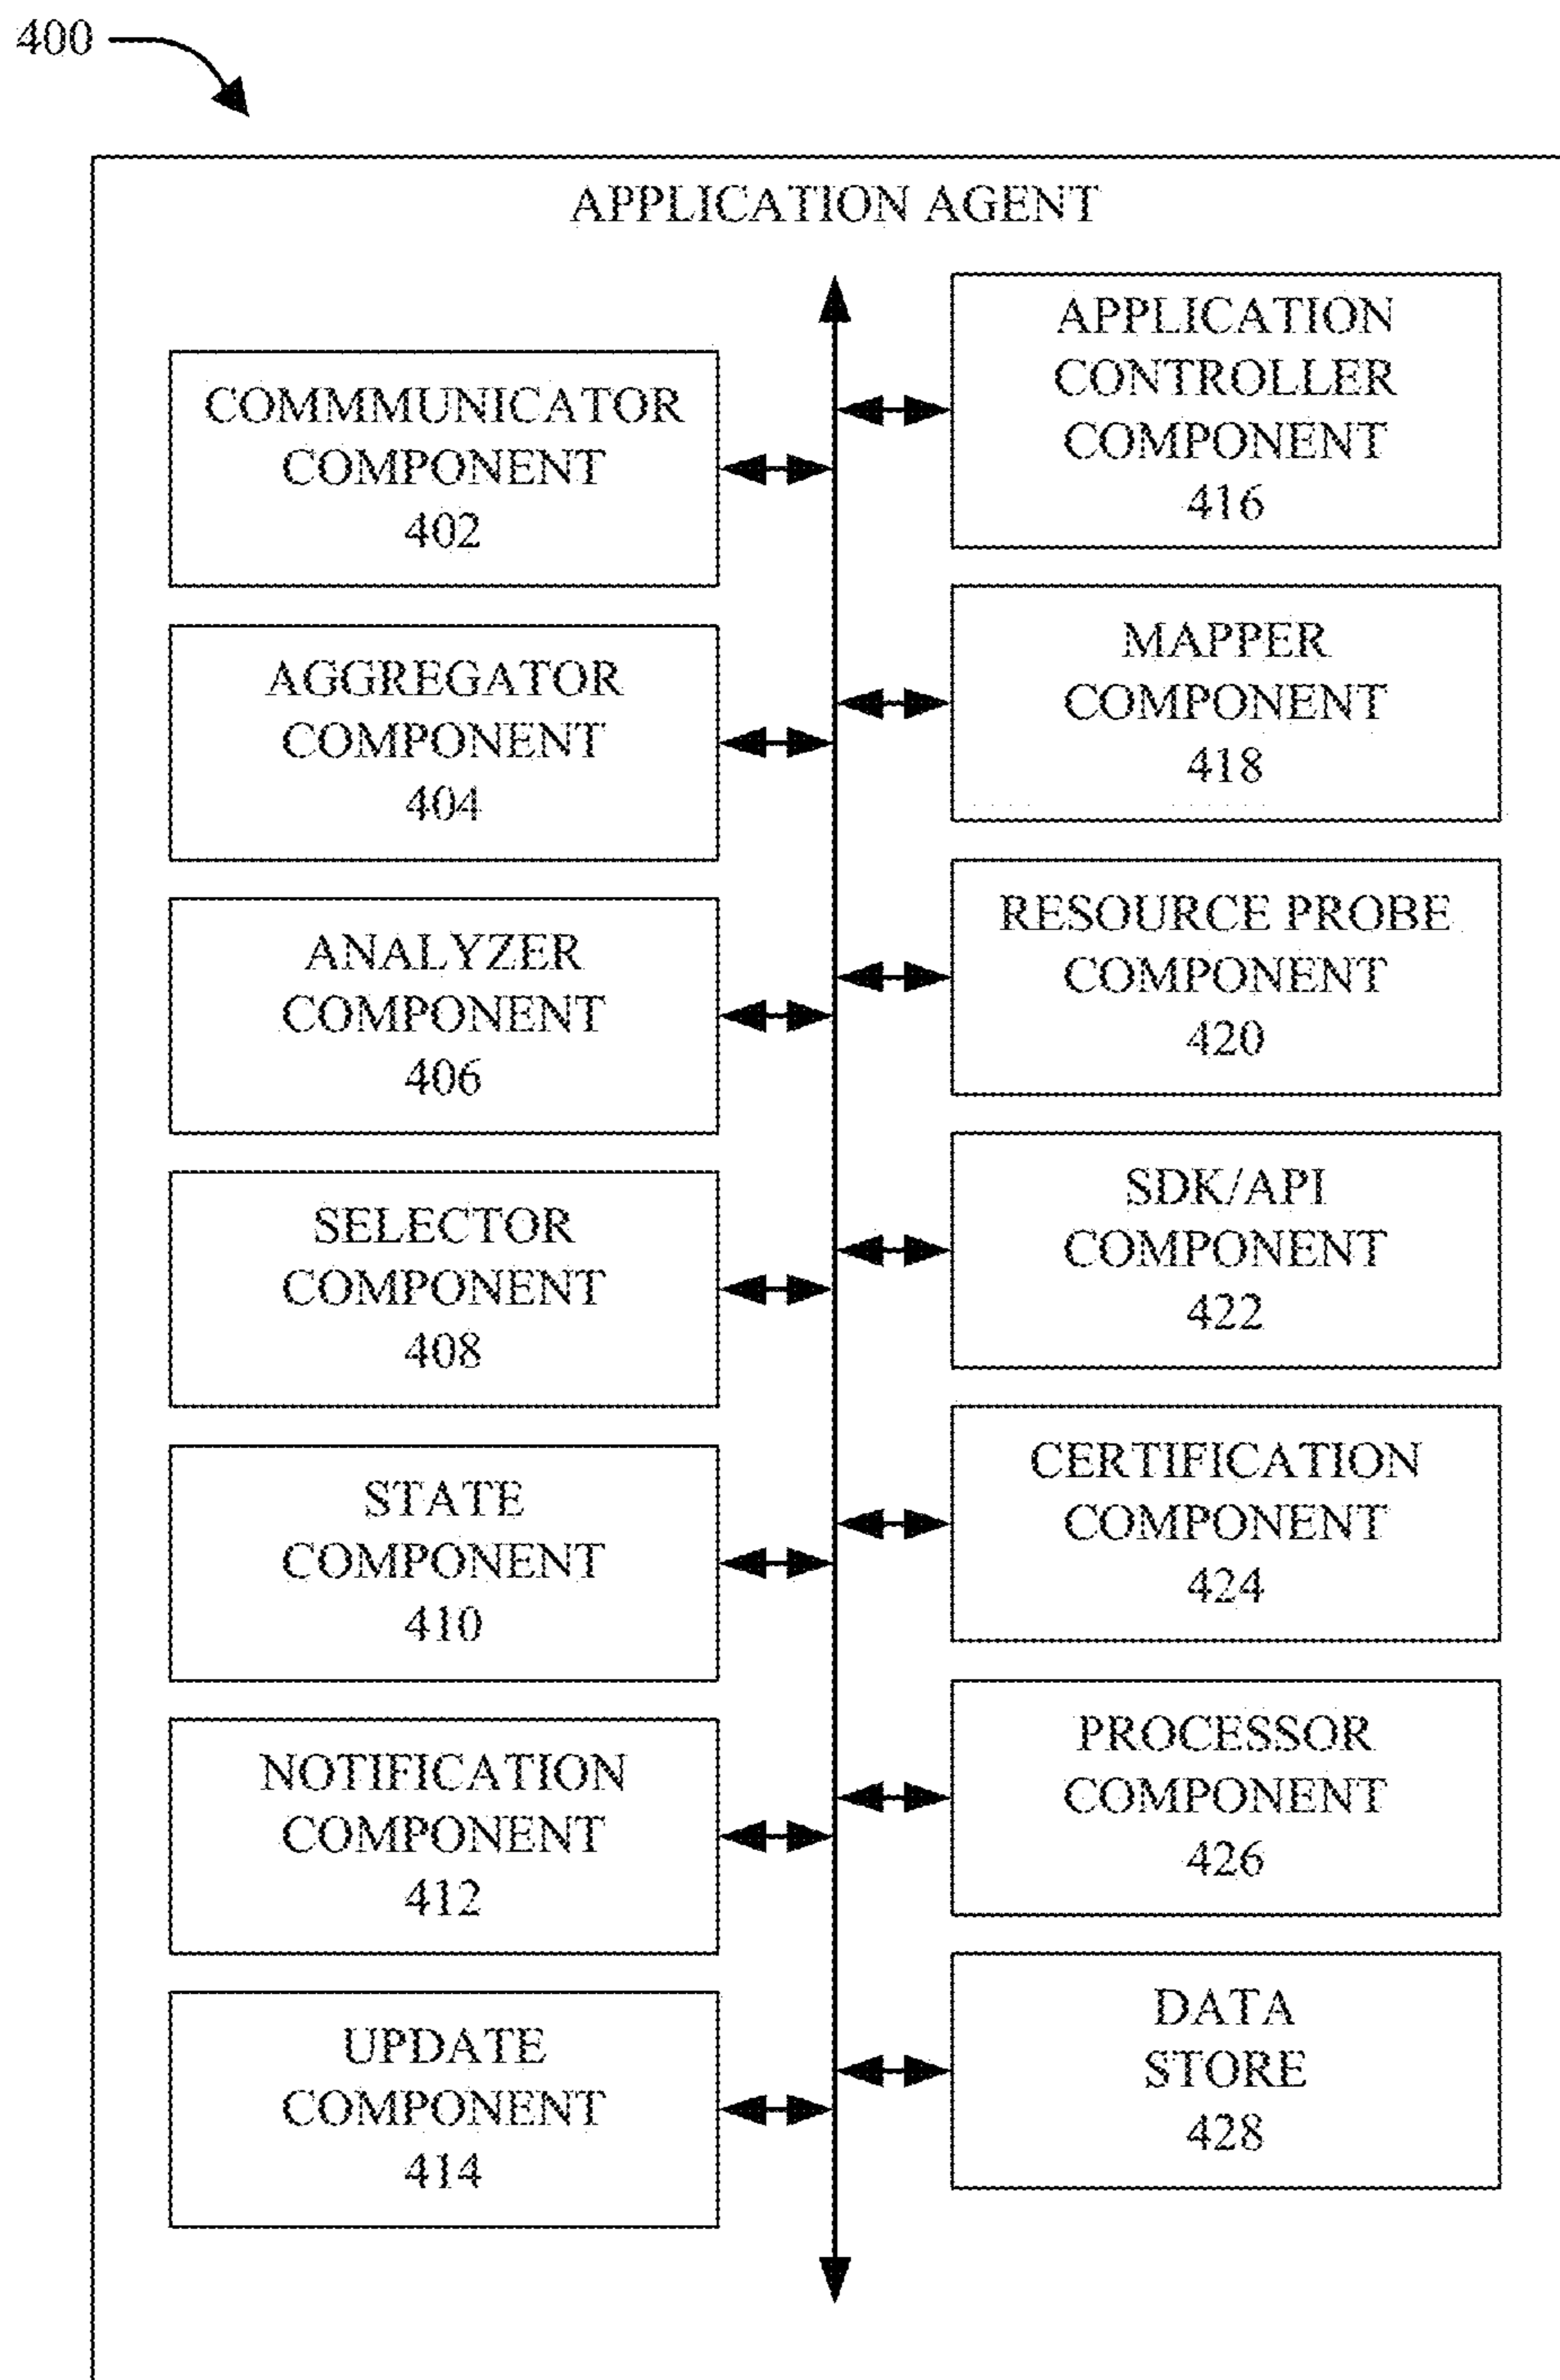 400
APPLICATION AGENT
COMMMUNICATOR
COMPONENT
402
AGGREGATOR
COMPONENT
404
ANALYZER
COMPONENT
406
SELECTOR
COMPONENT
408
STATE
COMPONENT
410
NOTIFICATION
COMPONENT
412
UPDATE
COMPONENT
414
APPLICATION
CONTROLLER
COMPONENT
416
MAPPER
COMPONENT
418
RESOURCE PROBE
COMPONENT
420
SDK/API
COMPONENT
422
CERTIFICATION
COMPONENT
424
PROCESSOR
COMPONENT
426
DATA
STORE
428